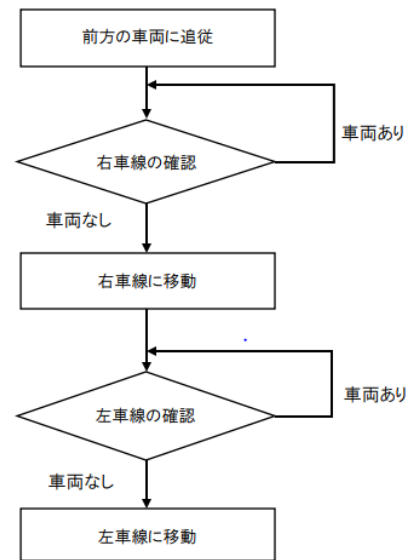 前方の車両に追従
車両あり
右車線の確認
車両なし
右車線に移動
車両あり
左車線の確認
車両なし
左車線に移動